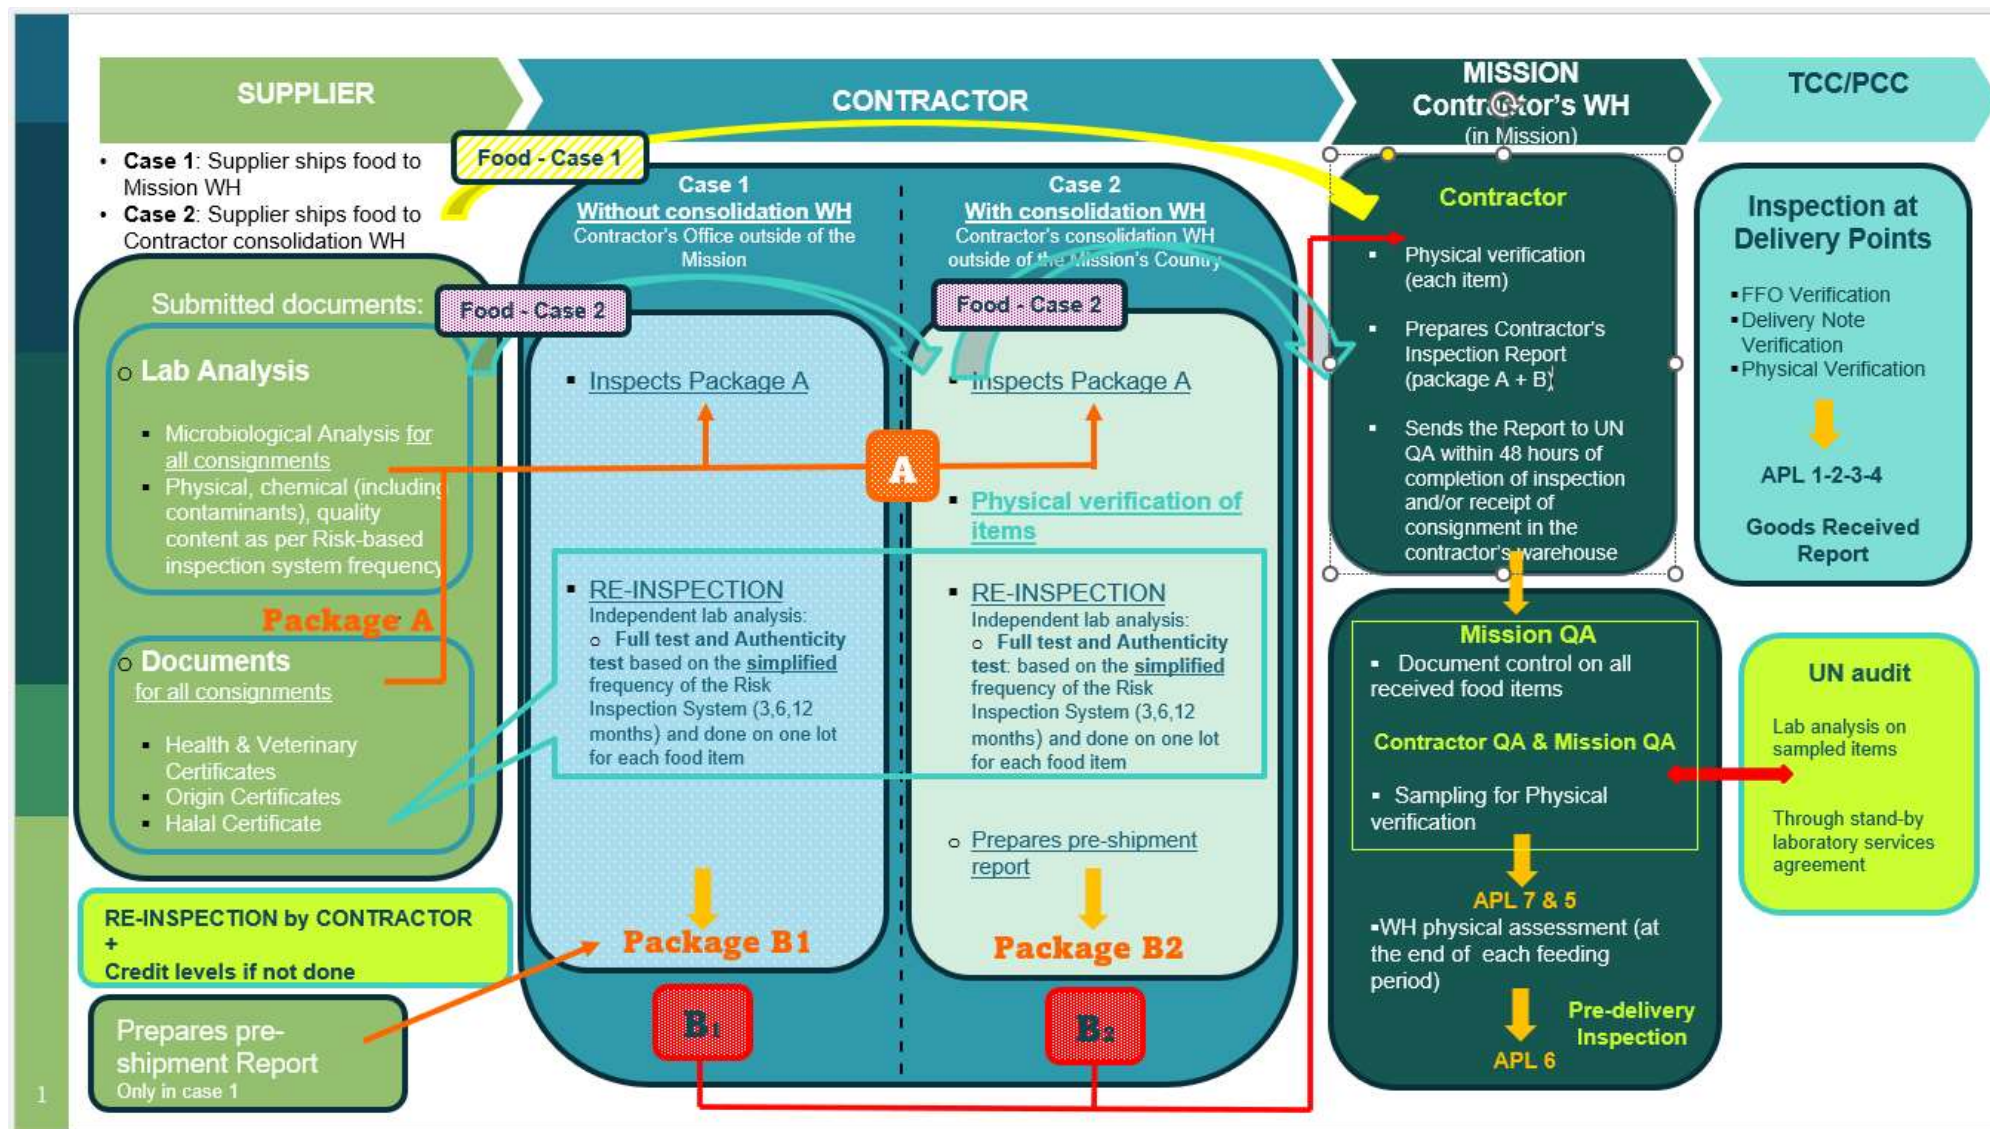 SUPPLIER
CONTRACTOR
MISSION
Contractor's WH
(in Mission)
TCC/PCC
• Case 1: Supplier ships food to
Mission WH
• Case 2: Supplier ships food to
Contractor consolidation WH
Food - Case 1
Submitted documents:
Food - Case 2
o Lab Analysis
▪ Microbiological Analysis for
all consignments
▪ Physical, chemical (including
contaminants), quality
content as per Risk-based
inspection system frequency
Package A
o Documents
for all consignments
▪ Health & Veterinary
Certificates
▪ Origin Certificates
▪ Halal Certificate
RE-INSPECTION by CONTRACTOR
+
Credit levels if not done
Prepares pre-
shipment Report
Only in case 1
1
Case 1
Without consolidation WH
Contractor's Office outside of the
Mission
▪ Inspects Package A
▪ RE-INSPECTION
Independent lab analysis:
o Full test and Authenticity
test based on the simplified
frequency of the Risk
Inspection System (3,6,12
months) and done on one lot
for each food item
Package B1
B1
A
Case 2
With consolidation WH
Contractor's consolidation WH
outside of the Mission's Country
Food - Case 2
▪ Inspects Package A
▪ Physical verification of
items
▪ RE-INSPECTION
Independent lab analysis:
o Full test and Authenticity
test: based on the simplified
frequency of the Risk
Inspection System (3,6,12
months) and done on one lot
for each food item
o Prepares pre-shipment
report
Package B2
B2
Contractor
▪ Physical verification
(each item)
▪ Prepares Contractor's
Inspection Report
(package A + B)
▪ Sends the Report to UN
QA within 48 hours of
completion of inspection
and/or receipt of
consignment in the
contractor's warehouse
Mission QA
▪ Document control on all
received food items
Contractor QA & Mission QA
▪ Sampling for Physical
verification
APL 7 & 5
▪WH physical assessment (at
the end of each feeding
period)
Pre-delivery
Inspection
APL 6
Inspection at
Delivery Points
▪FFO Verification
▪Delivery Note
Verification
▪Physical Verification
APL 1-2-3-4
Goods Received
Report
UN audit
Lab analysis on
sampled items
Through stand-by
laboratory services
agreement